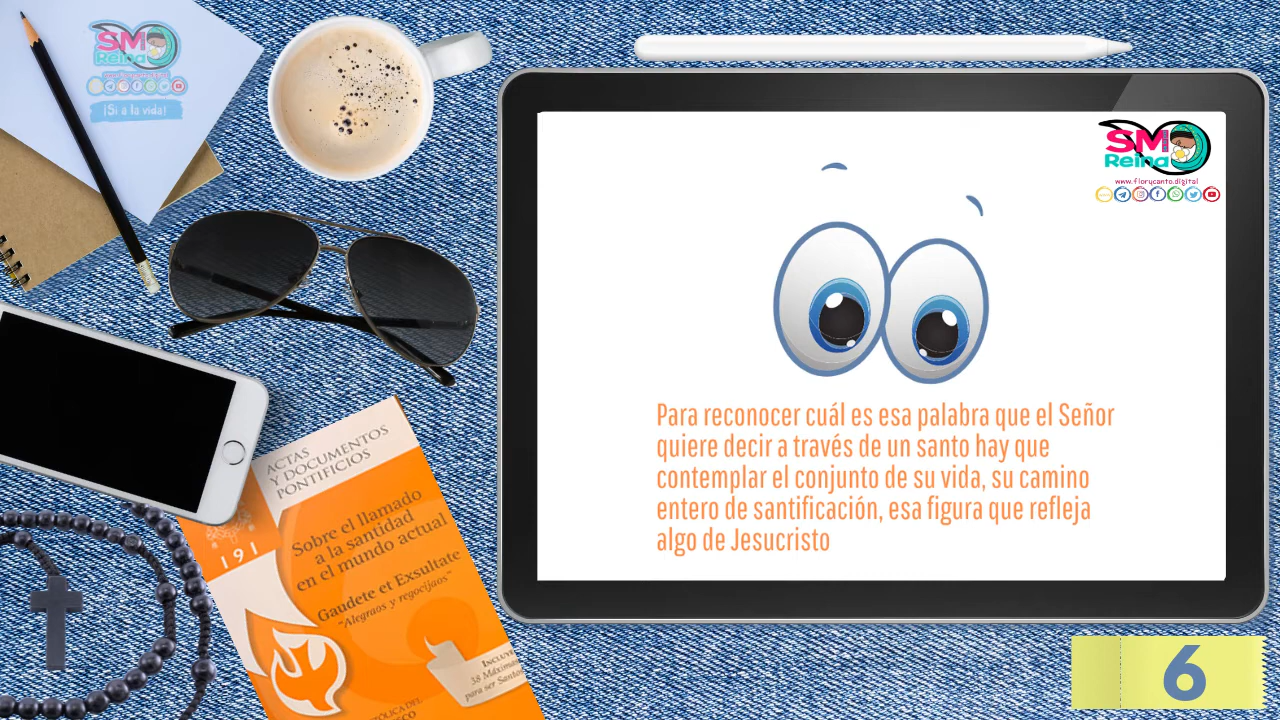 SM
Reina
¡Sí a la vida!
SM
Reina
www.florycanto.digital
Para reconocer cuál es esa palabra que el Señor
quiere decir a través de un santo hay que
contemplar el conjunto de su vida, su camino
entero de santificación, esa figura que refleja
algo de Jesucristo
ACTAS
Y DOCUMENTOS
PONTIFICIOS
191
Sobre el llamado
a la santidad
en el mundo actual
Gaudete et Exsultate
"Alegraos y regocijaos"
INCLUYE
38 Máximas
para ser Santos
6